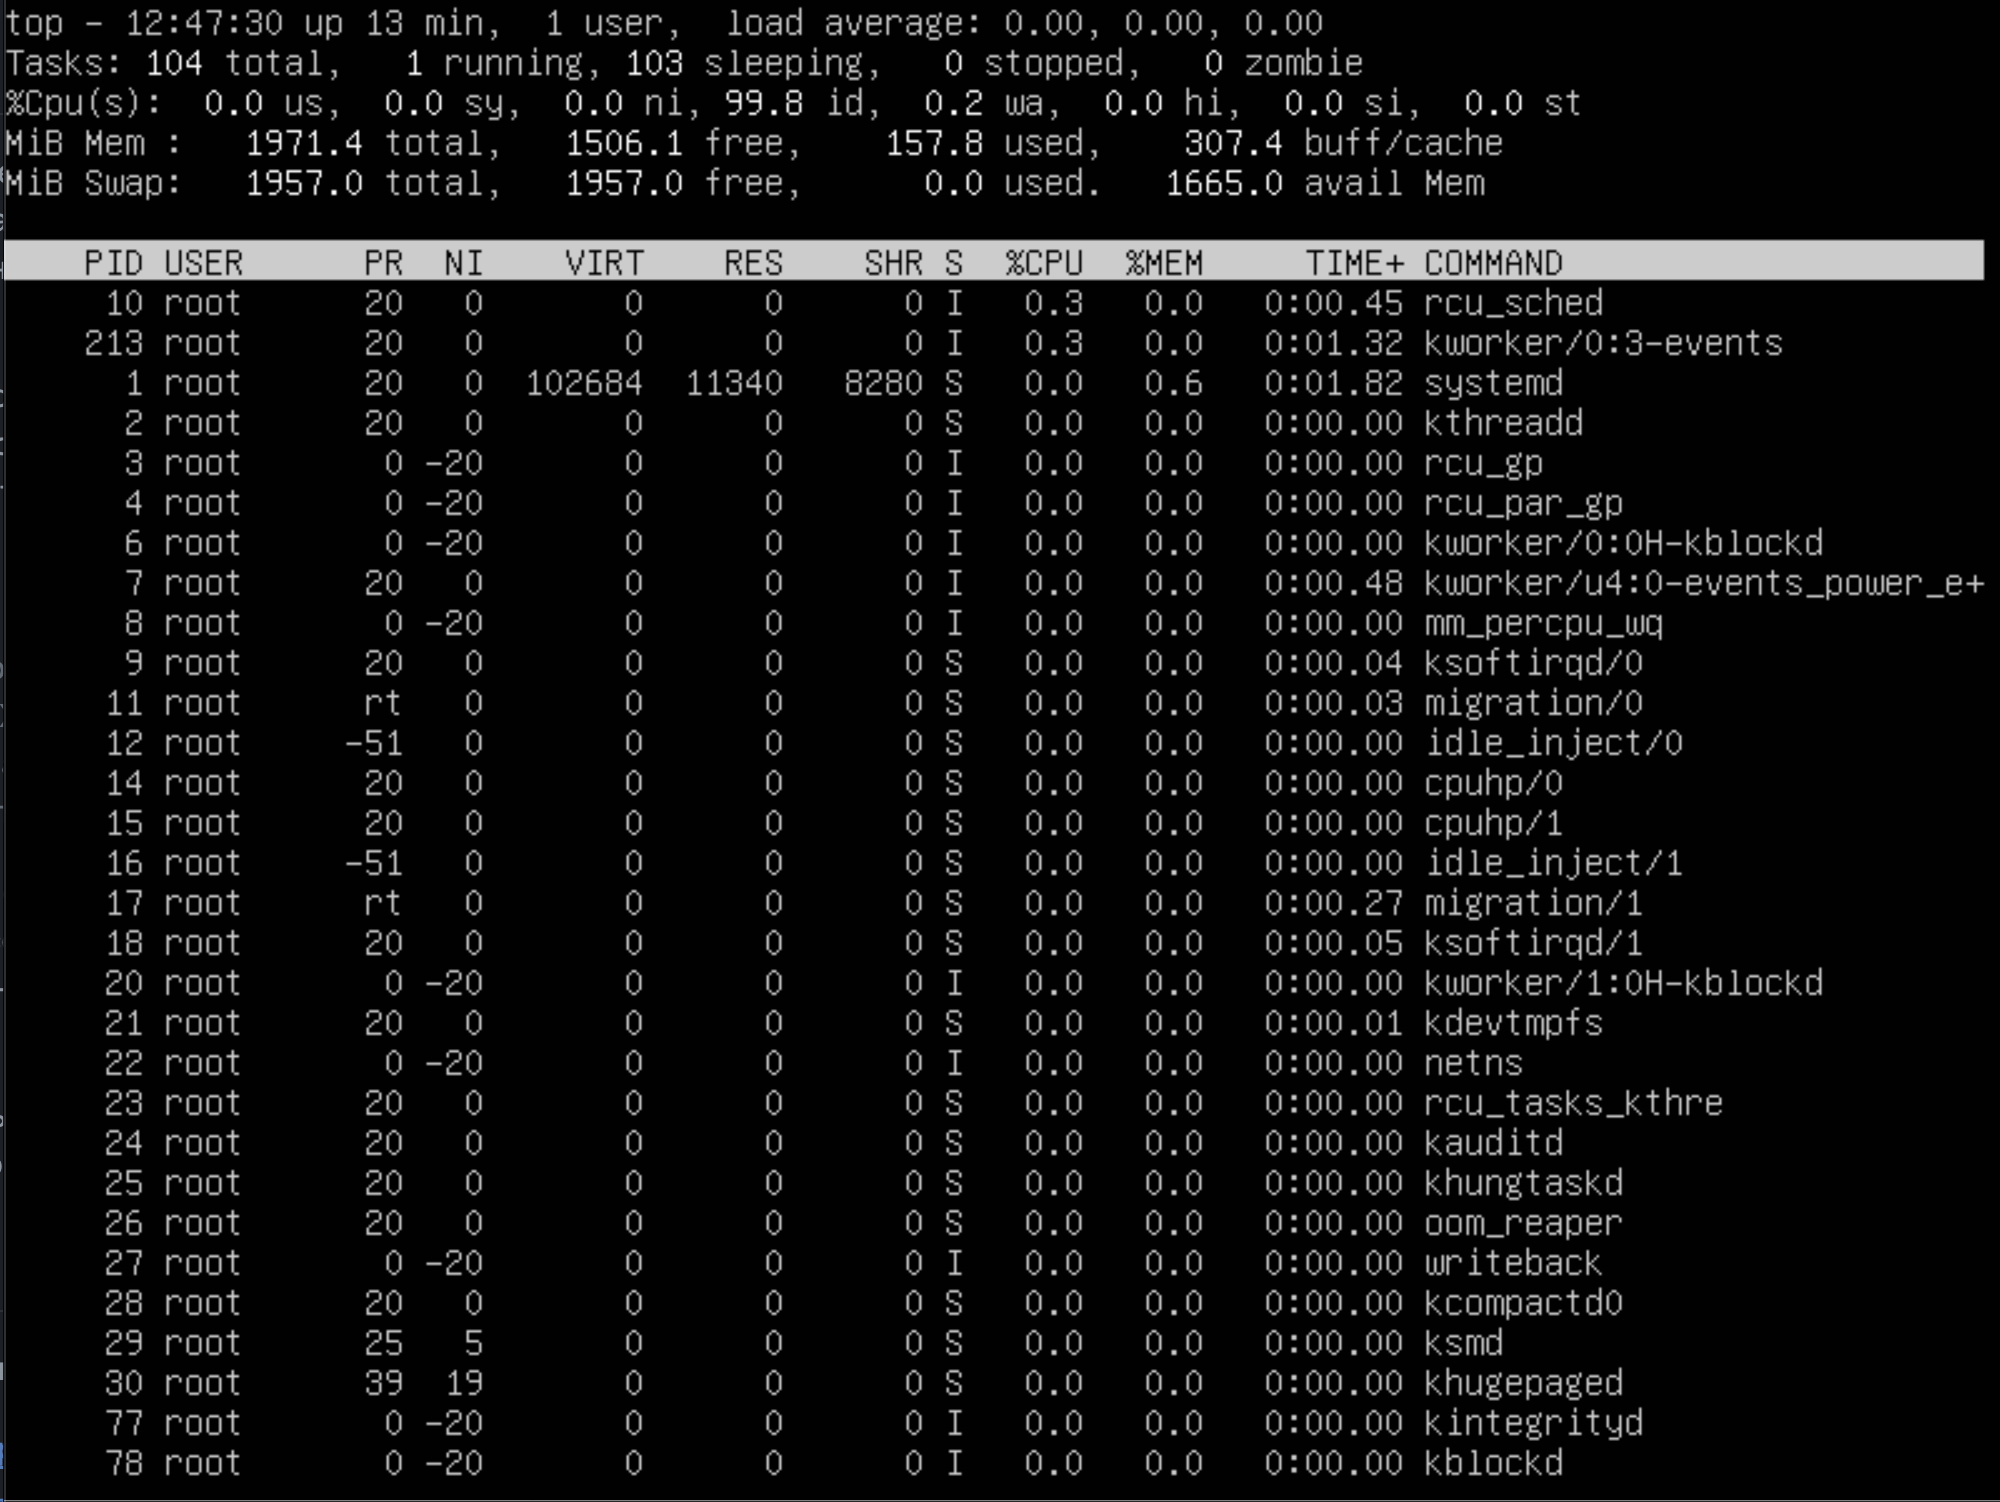 top - 12:47:30 up 13 min,  1 user,  load average: 0.00, 0.00, 0.00
Tasks: 104 total,   1 running, 103 sleeping,   0 stopped,   0 zombie
%Cpu(s):  0.0 us,  0.0 sy,  0.0 ni, 99.8 id,  0.2 wa,  0.0 hi,  0.0 si,  0.0 st
MiB Mem :   1971.4 total,   1506.1 free,    157.8 used,    307.4 buff/cache
MiB Swap:   1957.0 total,   1957.0 free,      0.0 used.   1665.0 avail Mem
PID USER      PR  NI    VIRT    RES    SHR S  %CPU  %MEM     TIME+ COMMAND
10 root      20   0       0      0      0 I   0.3   0.0   0:00.45 rcu_sched
213 root      20   0       0      0      0 I   0.3   0.0   0:01.32 kworker/0:3-events
1 root      20   0  102684  11340   8280 S   0.0   0.6   0:01.82 systemd
2 root      20   0       0      0      0 S   0.0   0.0   0:00.00 kthreadd
3 root       0 -20       0      0      0 I   0.0   0.0   0:00.00 rcu_gp
4 root       0 -20       0      0      0 I   0.0   0.0   0:00.00 rcu_par_gp
6 root       0 -20       0      0      0 I   0.0   0.0   0:00.00 kworker/0:0H-kblockd
7 root      20   0       0      0      0 I   0.0   0.0   0:00.48 kworker/u4:0-events_power_e+
8 root       0 -20       0      0      0 I   0.0   0.0   0:00.00 mm_percpu_wq
9 root      20   0       0      0      0 S   0.0   0.0   0:00.04 ksoftirqd/0
11 root      rt   0       0      0      0 S   0.0   0.0   0:00.03 migration/0
12 root     -51   0       0      0      0 S   0.0   0.0   0:00.00 idle_inject/0
14 root      20   0       0      0      0 S   0.0   0.0   0:00.00 cpuhp/0
15 root      20   0       0      0      0 S   0.0   0.0   0:00.00 cpuhp/1
16 root     -51   0       0      0      0 S   0.0   0.0   0:00.00 idle_inject/1
17 root      rt   0       0      0      0 S   0.0   0.0   0:00.27 migration/1
18 root      20   0       0      0      0 S   0.0   0.0   0:00.05 ksoftirqd/1
20 root       0 -20       0      0      0 I   0.0   0.0   0:00.00 kworker/1:0H-kblockd
21 root      20   0       0      0      0 S   0.0   0.0   0:00.01 kdevtmpfs
22 root       0 -20       0      0      0 I   0.0   0.0   0:00.00 netns
23 root      20   0       0      0      0 S   0.0   0.0   0:00.00 rcu_tasks_kthre
24 root      20   0       0      0      0 S   0.0   0.0   0:00.00 kauditd
25 root      20   0       0      0      0 S   0.0   0.0   0:00.00 khungtaskd
26 root      20   0       0      0      0 S   0.0   0.0   0:00.00 oom_reaper
27 root       0 -20       0      0      0 I   0.0   0.0   0:00.00 writeback
28 root      20   0       0      0      0 S   0.0   0.0   0:00.00 kcompactd0
29 root      25   5       0      0      0 S   0.0   0.0   0:00.00 ksmd
30 root      39  19       0      0      0 S   0.0   0.0   0:00.00 khugepaged
77 root       0 -20       0      0      0 I   0.0   0.0   0:00.00 kintegrityd
78 root       0 -20       0      0      0 I   0.0   0.0   0:00.00 kblockd